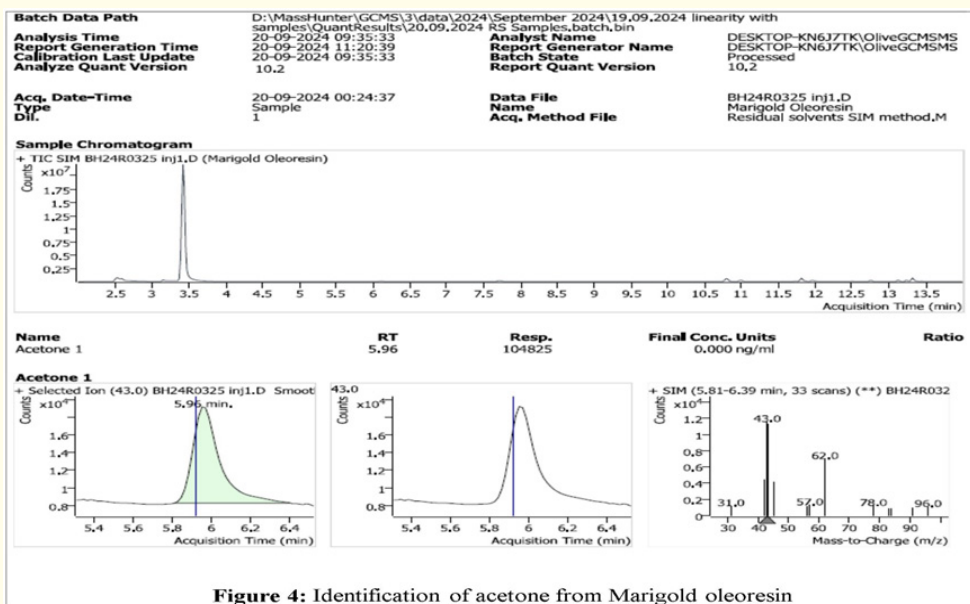 Batch Data Path D:\MassHunter\GCMS\3\data\2024\September 2024\19.09.2024 linearity with
samples\QuantResults\20.09.2024 RS Samples.batch.bin
Analysis Time 20-09-2024 09:35:33 Analyst Name DESKTOP-KN6J7TK\OliveGCMSMS
Report Generation Time 20-09-2024 11:20:39 Report Generator Name DESKTOP-KN6J7TK\OliveGCMSMS
Calibration Last Update 20-09-2024 09:35:33 Batch State Processed
Analyze Quant Version 10.2 Report Quant Version 10.2
Acq. Date-Time 20-09-2024 00:24:37 Data File BH24R0325 inj1.D
Type Sample Name Marigold Oleoresin
Dil. 1 Acq. Method File Residual solvents SIM method.M
Sample Chromatogram
+ TIC SIM BH24R0325 inj1.D (Marigold Oleoresin)
Counts
x10⁷
1.75
1.5
1.25
1
0.75
0.5
0.25
2.5 3 3.5 4 4.5 5 5.5 6 6.5 7 7.5 8 8.5 9 9.5 10 10.5 11 11.5 12 12.5 13 13.5
Acquisition Time (min)
Name RT Resp. Final Conc. Units Ratio
Acetone 1 5.96 104825 0.000 ng/ml
Acetone 1
+ Selected Ion (43.0) BH24R0325 inj1.D Smoot
Counts
x10⁴
5.96 min.
1.6
1.4
1.2
1
0.8
5.4 5.6 5.8 6 6.2 6.4
Acquisition Time (min)
43.0
Counts
x10⁴
1.6
1.4
1.2
1
0.8
5.4 5.6 5.8 6 6.2 6.4
Acquisition Time (min)
+ SIM (5.81-6.39 min, 33 scans) (**) BH24R032
Counts
x10⁴
1.2
1
0.8
0.6
0.4
0.2
0
43.0
62.0
31.0
57.0
78.0
96.0
30 40 50 60 70 80 90
Mass-to-Charge (m/z)
Figure 4: Identification of acetone from Marigold oleoresin